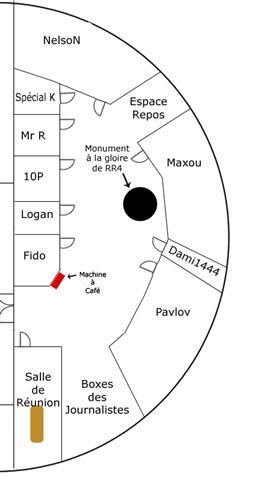 NelsoN
Spécial K
Espace
Repos
Mr R
Monument
à la gloire
de RR4
Maxou
10P
Logan
Dami1444
Fido
Machine
à
Café
Pavlov
Salle
de
Réunion
Boxes
des
Journalistes